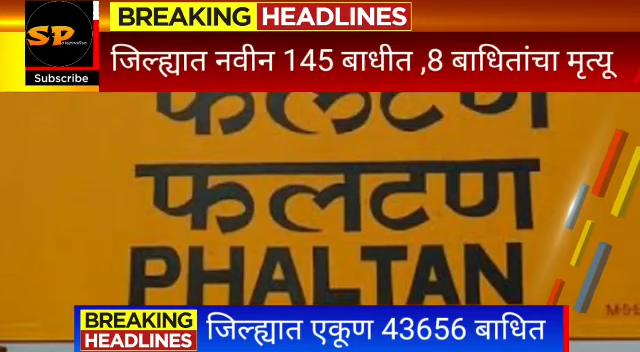 BREAKING HEADLINES
SP
Subscribe
जिल्ह्यात नवीन 145 बाधीत ,8 बाधितांचा मृत्यू
फलटण
फलटण
PHALTAN
BREAKING
HEADLINES
जिल्ह्यात एकूण 43656 बाधित